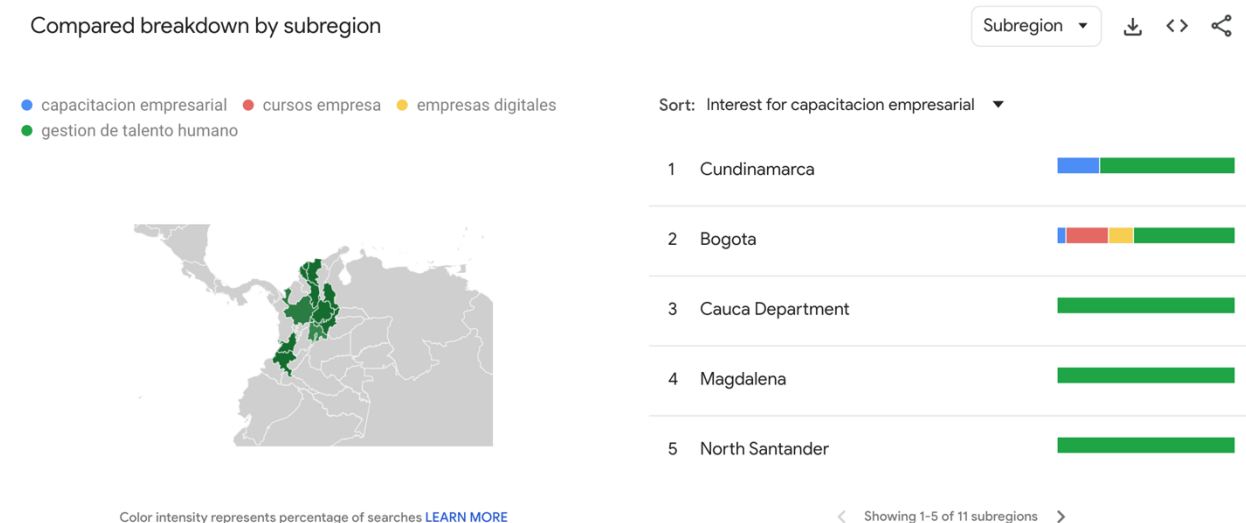 Compared breakdown by subregion
Subregion
capacitacion empresarial
cursos empresa
empresas digitales
gestion de talento humano
Sort: Interest for capacitacion empresarial
1 Cundinamarca
2 Bogota
3 Cauca Department
4 Magdalena
5 North Santander
Color intensity represents percentage of searches LEARN MORE
Showing 1-5 of 11 subregions